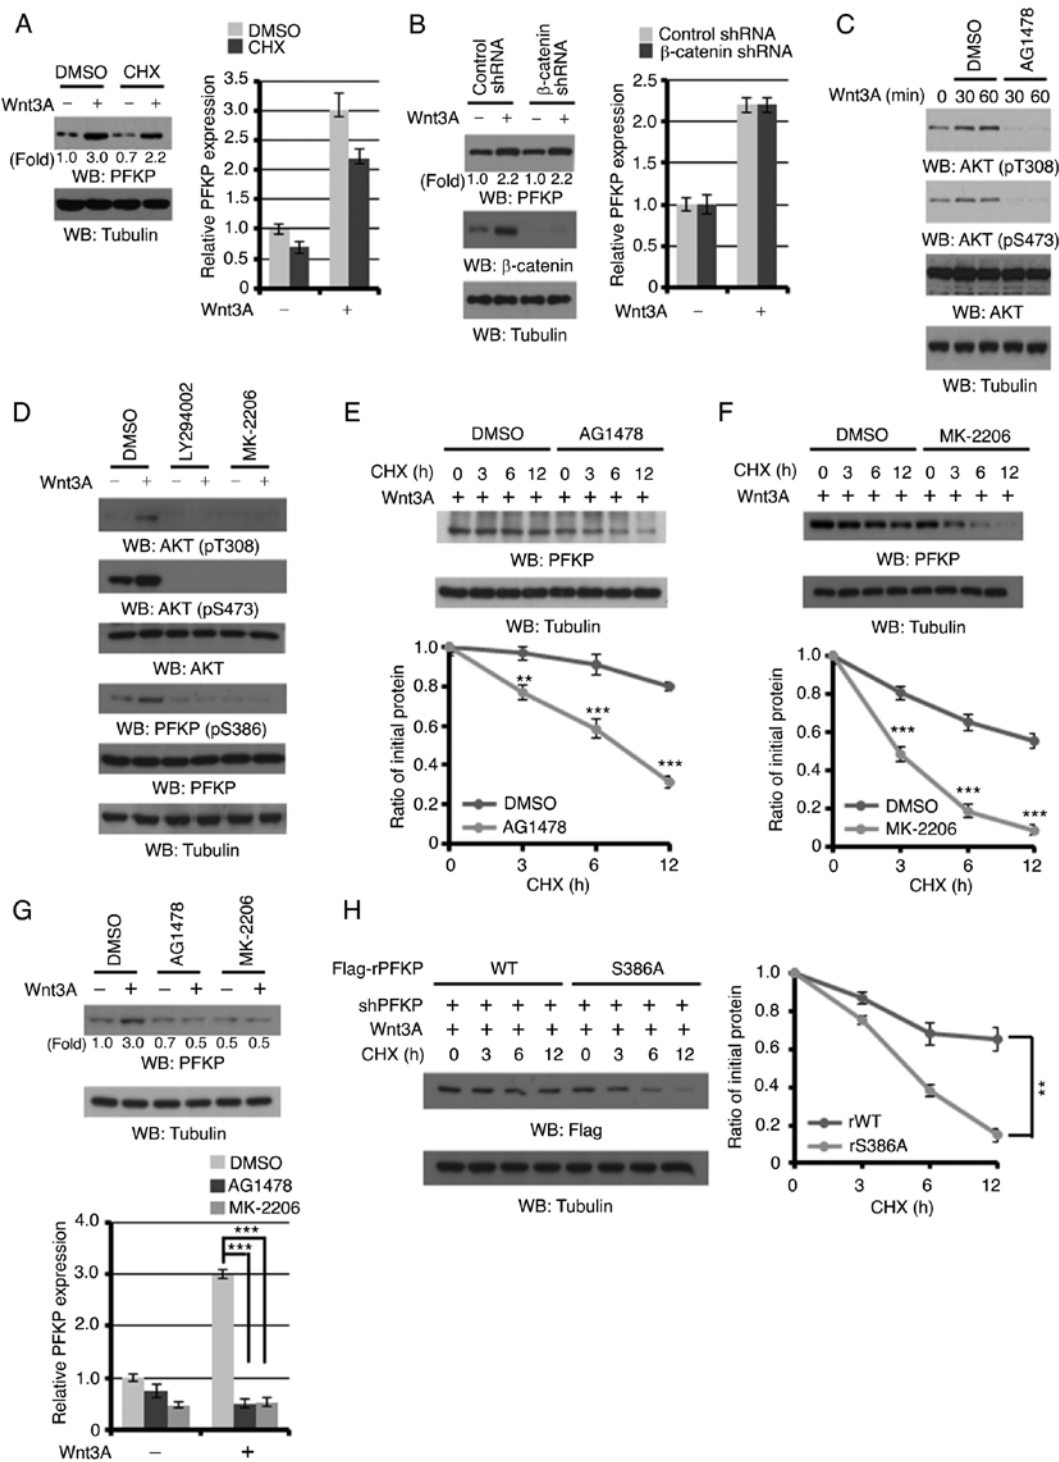 A
DMSO
CHX
DMSO CHX
Wnt3A − + − +
(Fold) 1.0 3.0 0.7 2.2
WB: PFKP
WB: Tubulin
Relative PFKP expression
3.5
3.0
2.5
2.0
1.5
1.0
0.5
0
Wnt3A − +
B
Control shRNA
β-catenin shRNA
Control shRNA
β-catenin shRNA
Wnt3A − + − +
(Fold) 1.0 2.2 1.0 2.2
WB: PFKP
WB: β-catenin
WB: Tubulin
Relative PFKP expression
2.5
2.0
1.5
1.0
0.5
0
Wnt3A − +
C
DMSO
AG1478
Wnt3A (min) 0 30 60 30 60
WB: AKT (pT308)
WB: AKT (pS473)
WB: AKT
WB: Tubulin
D
DMSO
LY294002
MK-2206
Wnt3A − + − + − +
WB: AKT (pT308)
WB: AKT (pS473)
WB: AKT
WB: PFKP (pS386)
WB: PFKP
WB: Tubulin
E
DMSO AG1478
CHX (h) 0 3 6 12 0 3 6 12
Wnt3A + + + + + + + +
WB: PFKP
WB: Tubulin
Ratio of initial protein
1.0
0.8
0.6
0.4
0.2
0
**
***
***
DMSO
AG1478
0 3 6 12
CHX (h)
F
DMSO MK-2206
CHX (h) 0 3 6 12 0 3 6 12
Wnt3A + + + + + + + +
WB: PFKP
WB: Tubulin
Ratio of initial protein
1.0
0.8
0.6
0.4
0.2
0
***
***
***
DMSO
MK-2206
0 3 6 12
CHX (h)
G
DMSO
AG1478
MK-2206
Wnt3A − + − + − +
(Fold) 1.0 3.0 0.7 0.5 0.5 0.5
WB: PFKP
WB: Tubulin
DMSO
AG1478
MK-2206
Relative PFKP expression
4.0
3.0
2.0
1.0
0
***
***
Wnt3A − +
H
Flag-rPFKP WT S386A
shPFKP + + + + + + + +
Wnt3A + + + + + + + +
CHX (h) 0 3 6 12 0 3 6 12
WB: Flag
WB: Tubulin
Ratio of initial protein
1.0
0.8
0.6
0.4
0.2
0
**
rWT
rS386A
0 3 6 12
CHX (h)